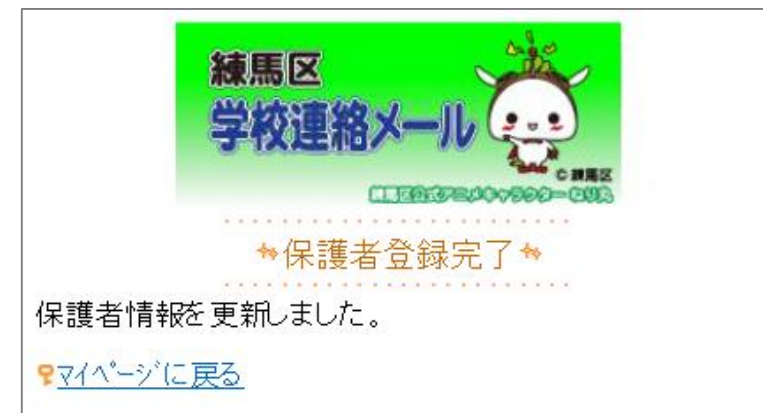 練馬区
学校連絡メール
© 練馬区
練馬区公式アニメキャラクター ねり丸
保護者登録完了
保護者情報を更新しました。
マイページに戻る